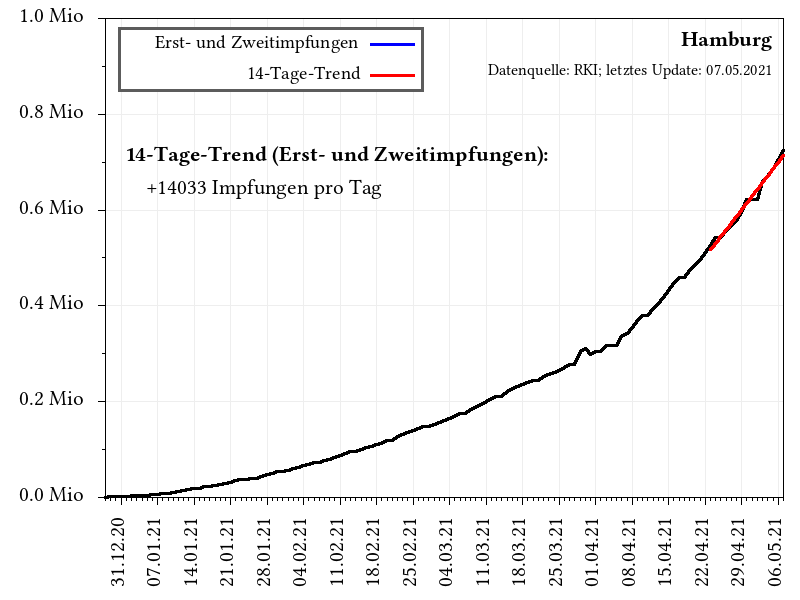 1.0 Mio
0.8 Mio
0.6 Mio
0.4 Mio
0.2 Mio
0.0 Mio
Erst- und Zweitimpfungen
14-Tage-Trend
Hamburg
Datenquelle: RKI; letztes Update: 07.05.2021
14-Tage-Trend (Erst- und Zweitimpfungen):
+14033 Impfungen pro Tag
31.12.20
07.01.21
14.01.21
21.01.21
28.01.21
04.02.21
11.02.21
18.02.21
25.02.21
04.03.21
11.03.21
18.03.21
25.03.21
01.04.21
08.04.21
15.04.21
22.04.21
29.04.21
06.05.21